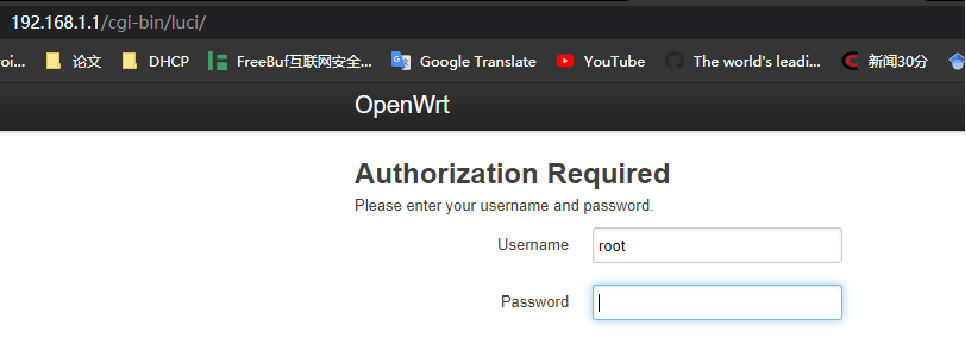 192.168.1.1/cgi-bin/luci/
roi... 论文 DHCP FreeBuf互联网安全... Google Translate YouTube The world's leadi... 新闻30分
OpenWrt
Authorization Required
Please enter your username and password.
Username root
Password